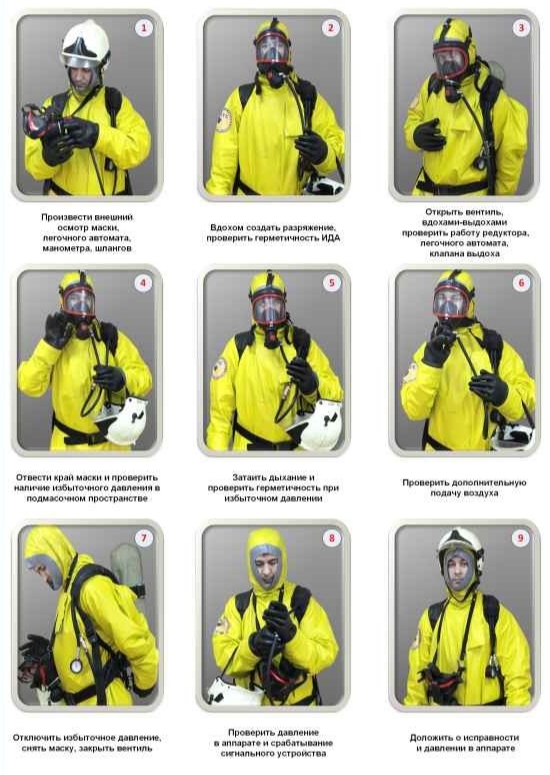 1
2
3
Произвести внешний
осмотр маски,
легочного автомата,
манометра, шлангов
Вдохом создать разряжение,
проверить герметичность ИДА
Открыть вентиль,
вдохами-выдохами
проверить работу редуктора,
легочного автомата,
клапана выдоха
4
5
6
Отвести край маски и проверить
наличие избыточного давления в
подмасочном пространстве
Затаить дыхание и
проверить герметичность при
избыточном давлении
Проверить дополнительную
подачу воздуха
7
8
9
Отключить избыточное давление,
снять маску, закрыть вентиль
Проверить давление
в аппарате и срабатывание
сигнального устройства
Доложить о исправности
и давлении в аппарате